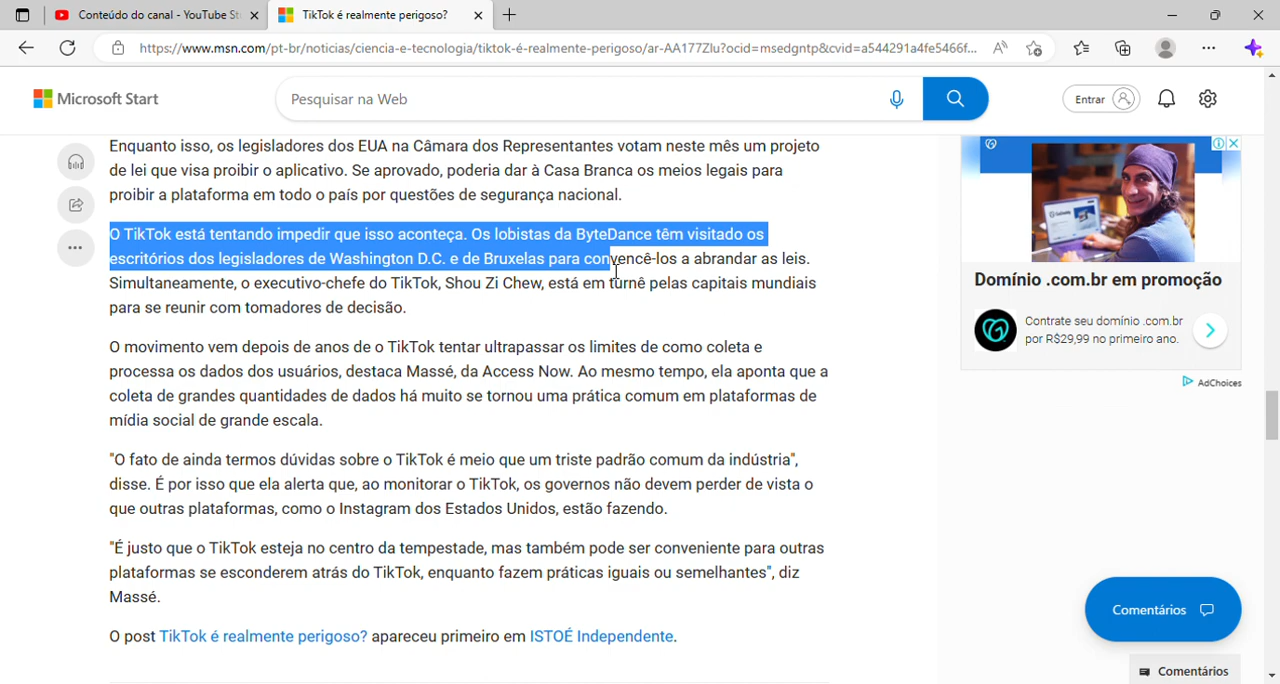 Conteúdo do canal - YouTube St
TikTok é realmente perigoso?
https://www.msn.com/pt-br/noticias/ciencia-e-tecnologia/tiktok-é-realmente-perigoso/ar-AA177Zlu?ocid=msedgntp&cvid=a544291a4fe5466f...
Microsoft Start
Pesquisar na Web
Entrar
Enquanto isso, os legisladores dos EUA na Câmara dos Representantes votam neste mês um projeto
de lei que visa proibir o aplicativo. Se aprovado, poderia dar à Casa Branca os meios legais para
proibir a plataforma em todo o país por questões de segurança nacional.
O TikTok está tentando impedir que isso aconteça. Os lobistas da ByteDance têm visitado os
escritórios dos legisladores de Washington D.C. e de Bruxelas para convencê-los a abrandar as leis.
Simultaneamente, o executivo-chefe do TikTok, Shou Zi Chew, está em turnê pelas capitais mundiais
para se reunir com tomadores de decisão.
O movimento vem depois de anos de o TikTok tentar ultrapassar os limites de como coleta e
processa os dados dos usuários, destaca Massé, da Access Now. Ao mesmo tempo, ela aponta que a
coleta de grandes quantidades de dados há muito se tornou uma prática comum em plataformas de
mídia social de grande escala.
"O fato de ainda termos dúvidas sobre o TikTok é meio que um triste padrão comum da indústria",
disse. É por isso que ela alerta que, ao monitorar o TikTok, os governos não devem perder de vista o
que outras plataformas, como o Instagram dos Estados Unidos, estão fazendo.
"É justo que o TikTok esteja no centro da tempestade, mas também pode ser conveniente para outras
plataformas se esconderem atrás do TikTok, enquanto fazem práticas iguais ou semelhantes", diz
Massé.
O post TikTok é realmente perigoso? apareceu primeiro em ISTOÉ Independente.
Domínio .com.br em promoção
Contrate seu domínio .com.br
por R$29,99 no primeiro ano.
AdChoices
Comentários
Comentários